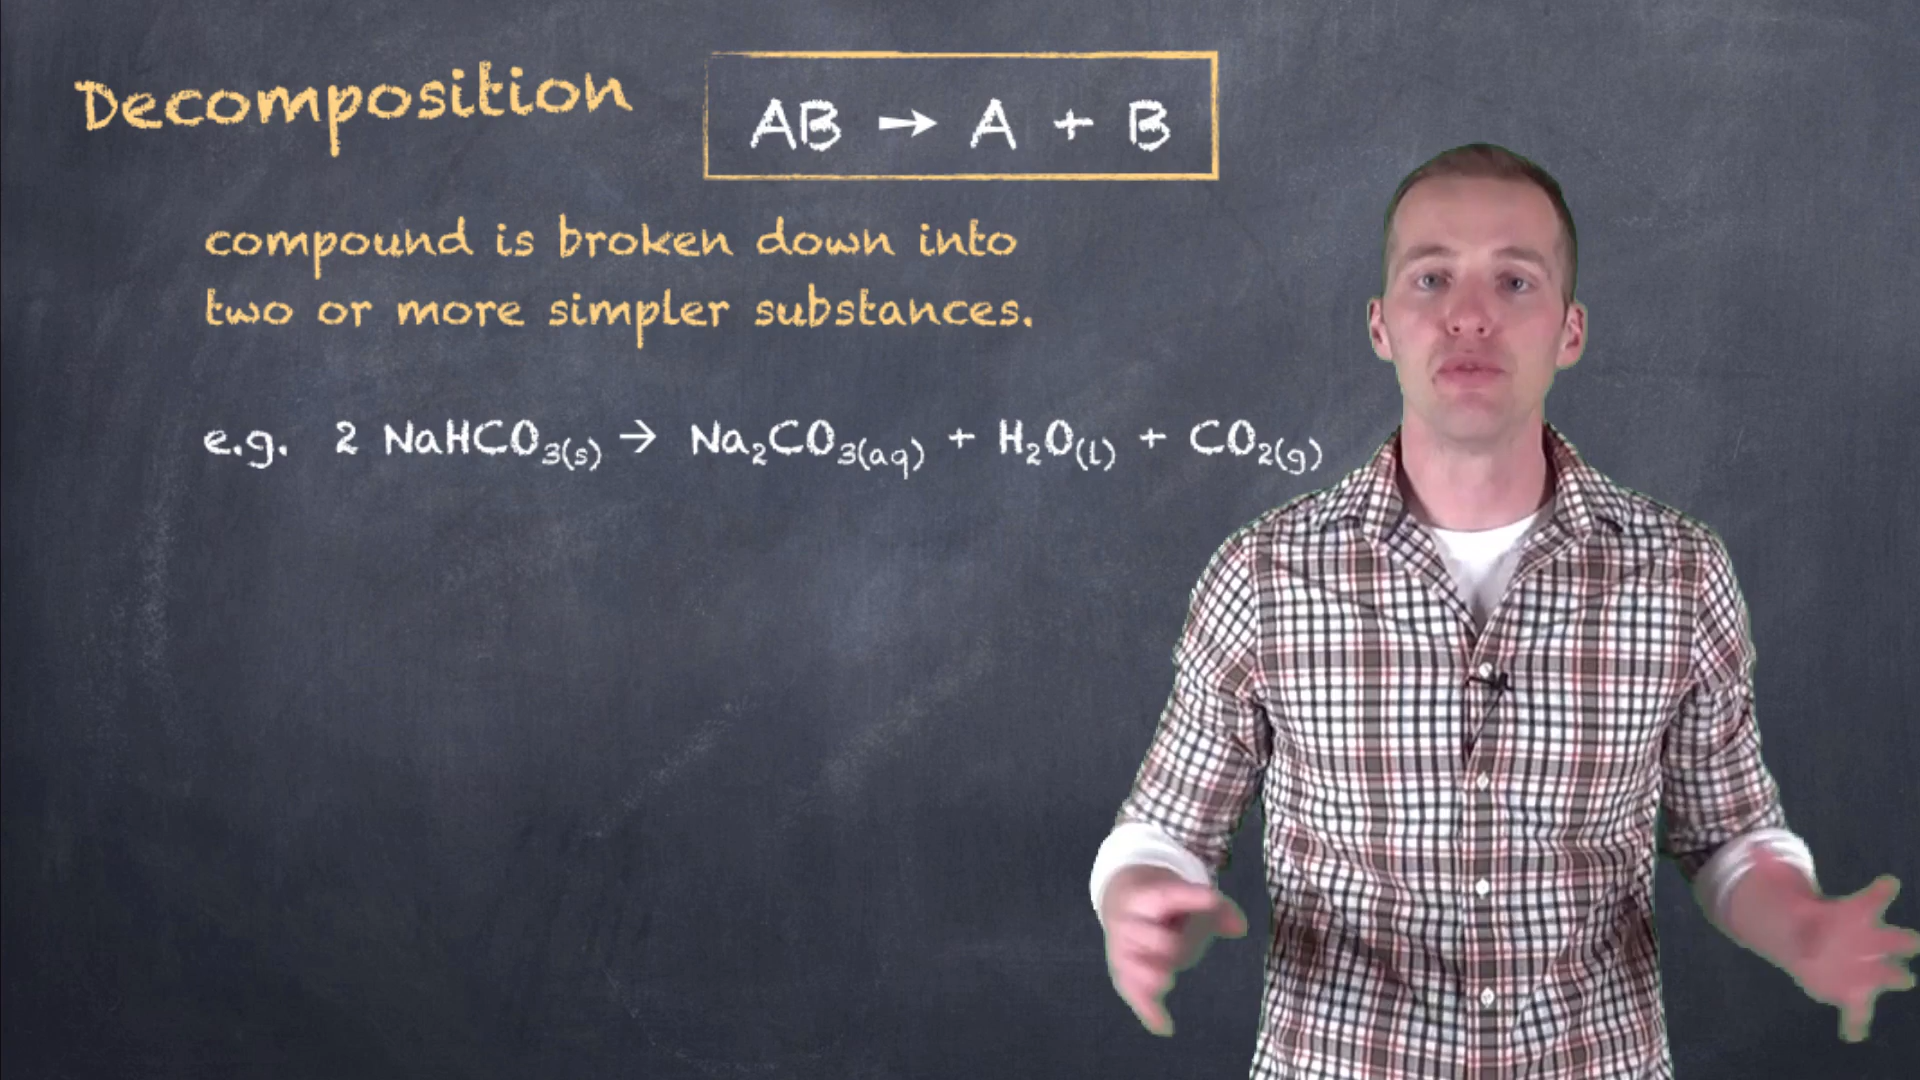 Decomposition
AB → A + B
compound is broken down into
two or more simpler substances.
e.g. 2 NaHCO₃(s) → Na₂CO₃(aq) + H₂O(l) + CO₂(g)